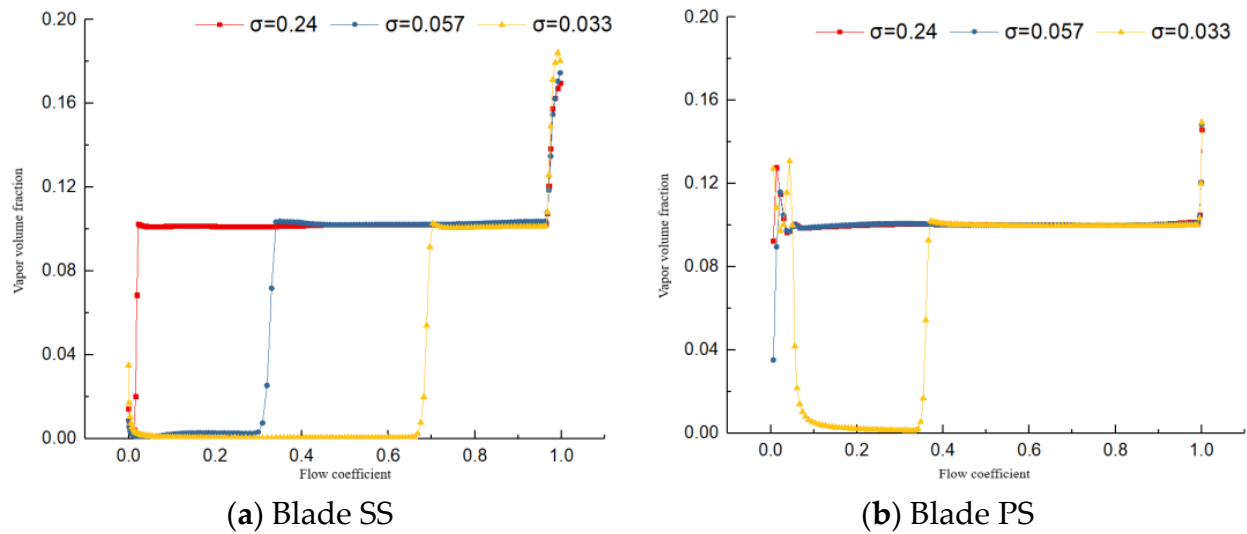 σ=0.24 σ=0.057 σ=0.033
0.20
0.16
0.12
0.08
0.04
0.00
Vapor volume fraction
0.0 0.2 0.4 0.6 0.8 1.0
Flow coefficient
(a) Blade SS
σ=0.24 σ=0.057 σ=0.033
0.20
0.16
0.12
0.08
0.04
0.00
Vapor volume fraction
0.0 0.2 0.4 0.6 0.8 1.0
Flow coefficient
(b) Blade PS